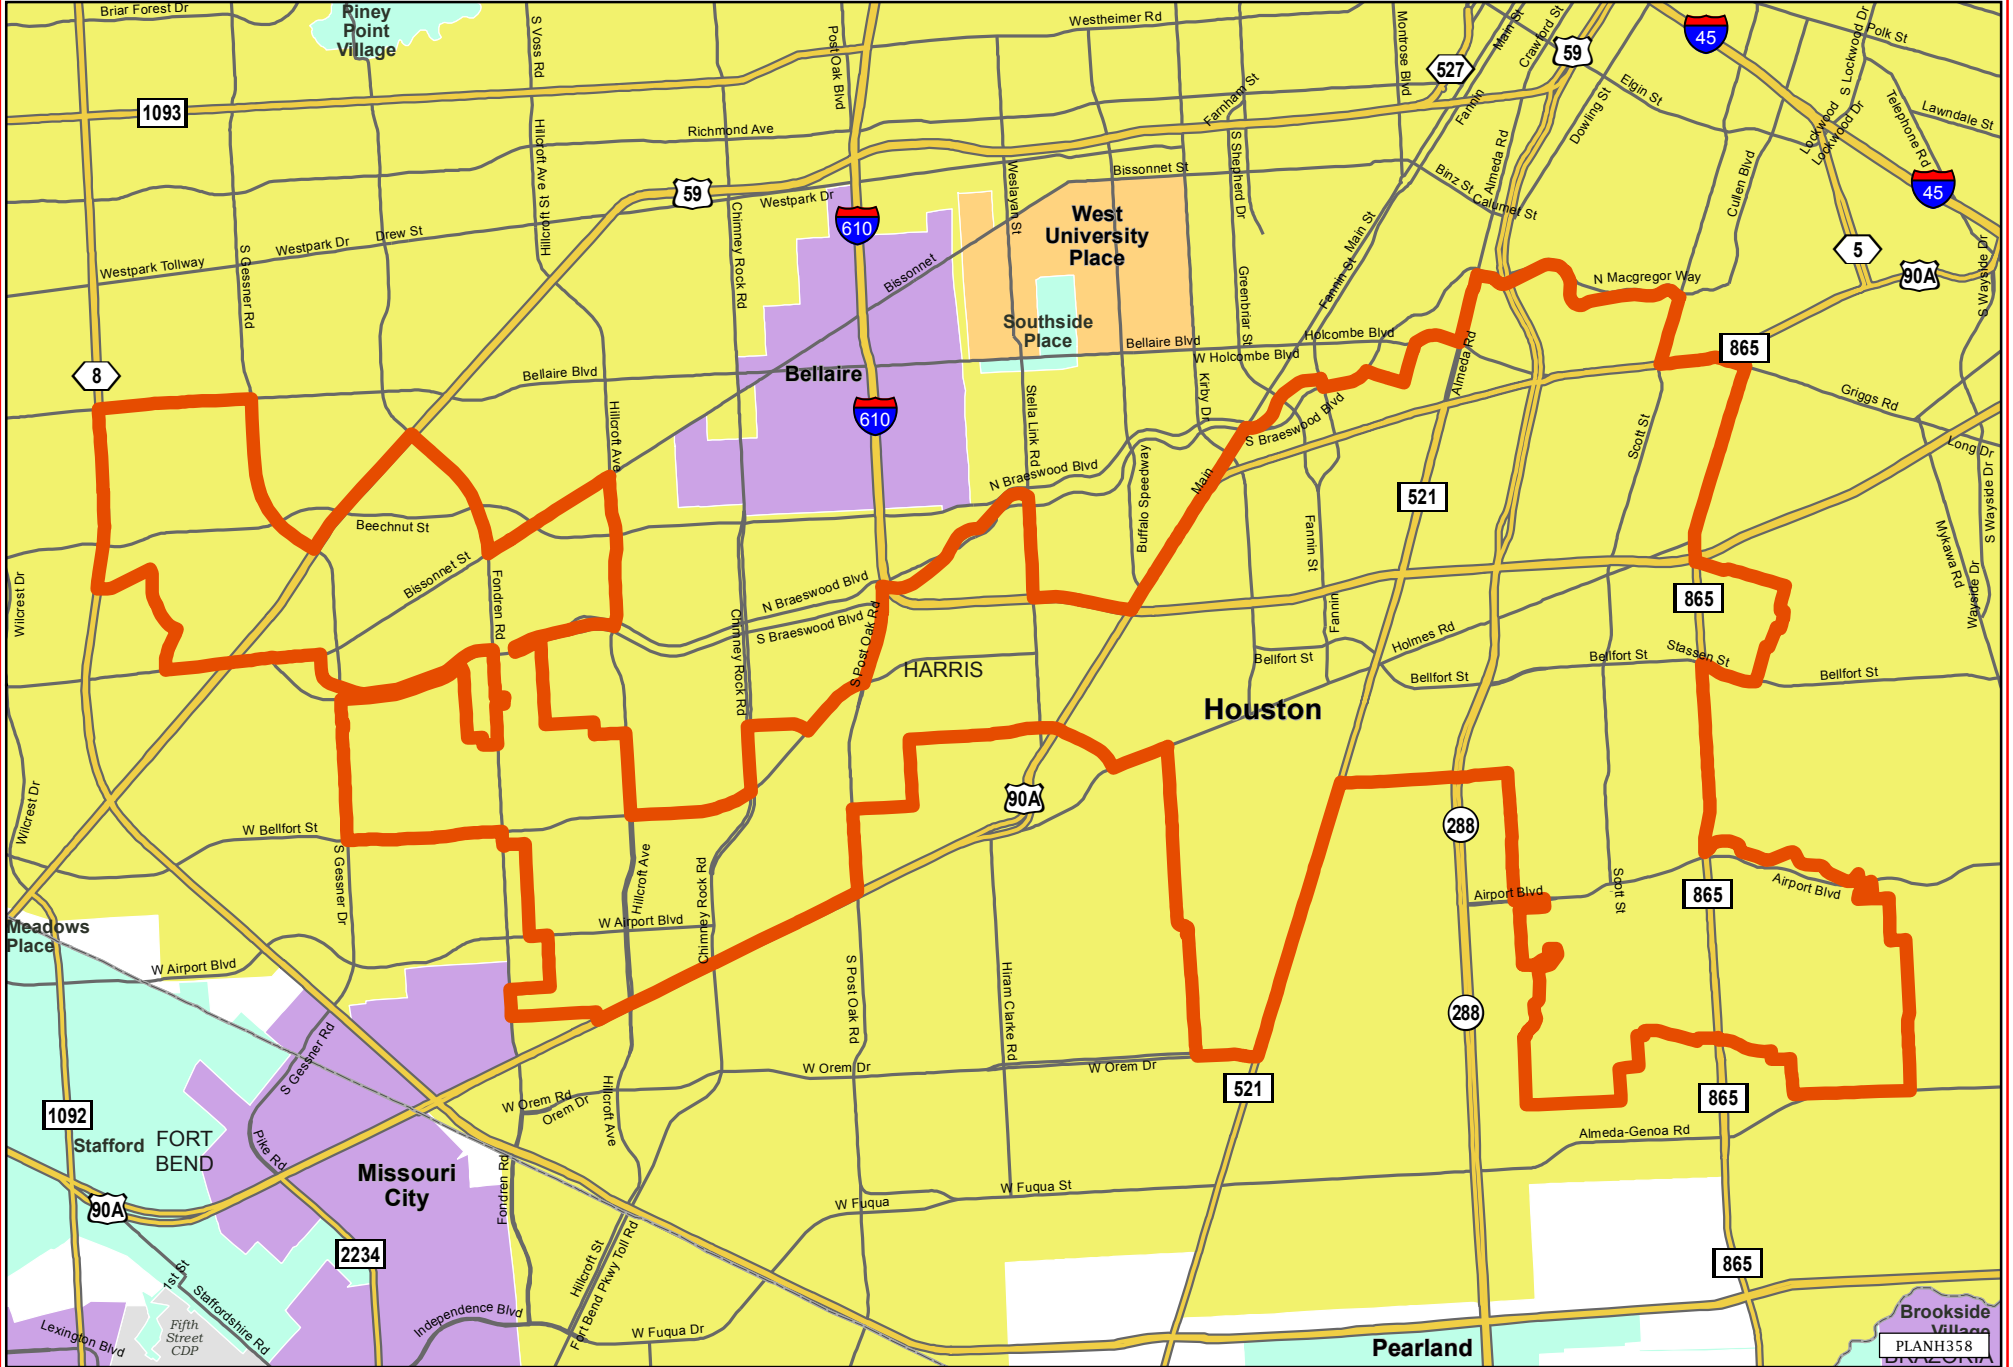 Briar Forest Dr
Piney
Point
Village
S Voss Rd
Post Oak Blvd
Westheimer Rd
Montrose Blvd
527
Main St
Crawford St
59
45
Polk St
S Lockwood Dr
1093
Hillcroft Ave
Hillcroft St
Richmond Ave
Farnham St
Fannin
Almeda Rd
Dowling St
Elgin St
Lockwood
Lockwood Dr
Telephone Rd
Lawndale St
59
Westpark Dr
Weslayan St
Bissonnet St
S Shepherd Dr
Binz St
Calumet St
Cullen Blvd
45
S Gessner Rd
Westpark Tollway
Westpark Dr
Drew St
Chimney Rock Rd
610
Bissonnet
West
University
Place
Southside
Place
Greenbriar St
Fannin St
Main St
N Macgregor Way
5
90A
S Wayside Dr
8
Bellaire Blvd
Bellaire
610
Bellaire Blvd
W Holcombe Blvd
Holcombe Blvd
Almeda Rd
865
Griggs Rd
Hillcroft Ave
Stella Link Rd
Kirby Dr
S Braeswood Blvd
Scott St
Long Dr
Beechnut St
Bissonnet St
N Braeswood Blvd
Buffalo Speedway
Main
Fannin St
521
Mykawa Rd
S Wayside Dr
Wilcrest Dr
Fondren Rd
N Braeswood Blvd
S Braeswood Blvd
Chimney Rock Rd
S Post Oak Rd
HARRIS
Fannin
Bellfort St
Holmes Rd
Bellfort St
Bellfort St
865
Stassen St
Bellfort St
Wayside Dr
Houston
Wilcrest Dr
W Bellfort St
S Gessner Dr
Hillcroft Ave
Chimney Rock Rd
90A
288
Airport Blvd
Scott St
865
Airport Blvd
Meadows
Place
W Airport Blvd
W Airport Blvd
S Post Oak Rd
Hiram Clarke Rd
288
S Gessner Rd
W Orem Rd
Orem Dr
Hillcroft Ave
W Orem Dr
W Orem Dr
521
865
1092
Stafford
FORT
BEND
Pike Rd
Missouri
City
Fondren Rd
Almeda-Genoa Rd
90A
2234
W Fuqua
W Fuqua St
865
1st St
Staffordshire Rd
Hillcroft St
Fort Bend Pkwy Toll Rd
Independence Blvd
W Fuqua Dr
Lexington Blvd
Fifth
Street
CDP
Pearland
Brookside
Village
PLANH358
BRAZORIA